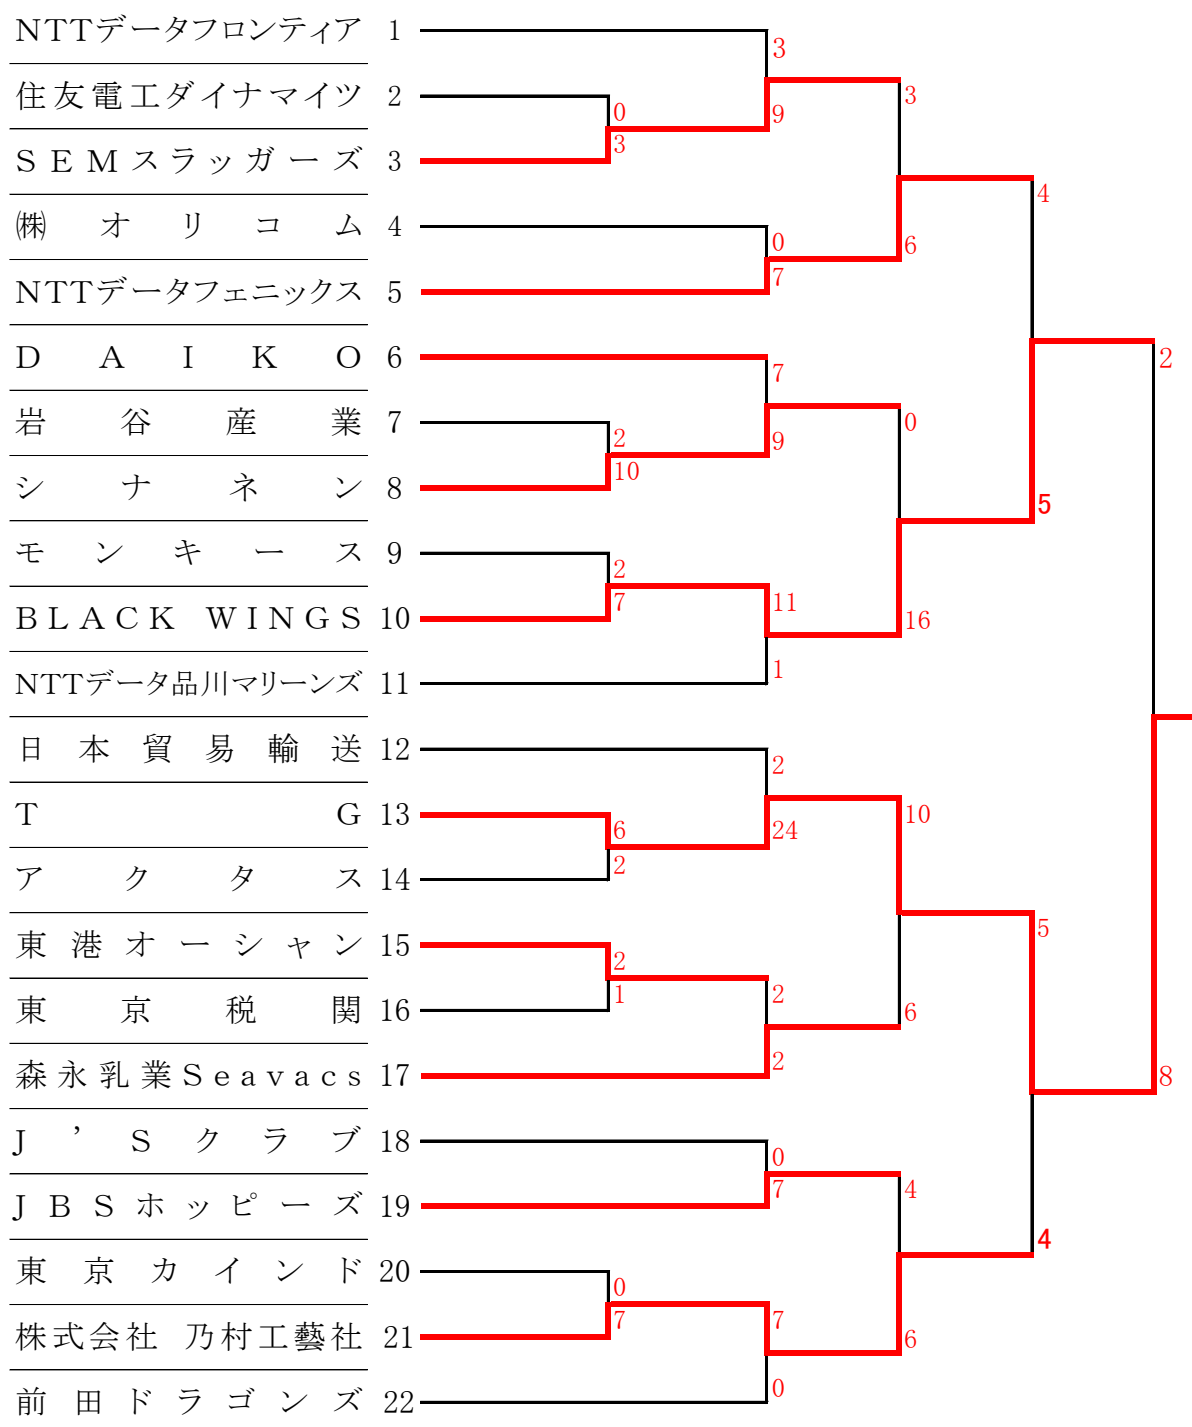 NTTデータフロンティア 1
3
住友電工ダイナマイツ 2
3
0
9
3
SEMスラッガーズ 3
4
㈱オリコム 4
0
6
7
NTTデータフェニックス 5
DAIKO 6
2
7
岩谷産業 7
0
2
9
10
シナネン 8
5
モンキース 9
2
7
11
BLACK WINGS 10
16
1
NTTデータ品川マリーンズ 11
日本貿易輸送 12
2
TG 13
10
6
24
2
アクタス 14
5
東港オーシャン 15
2
2
1
東京税関 16
6
2
森永乳業Seavacs 17
8
J’Sクラブ 18
0
7
4
JBSホッピーズ 19
4
東京カインド 20
0
7
7
株式会社 乃村工藝社 21
6
0
前田ドラゴンズ 22